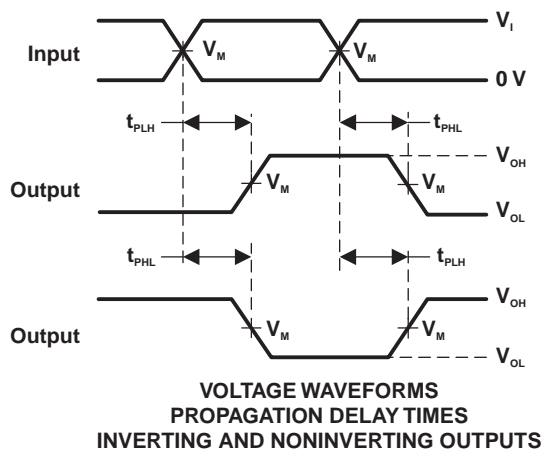 V_I
Input
V_M
V_M
0 V
t_PLH
t_PHL
V_OH
Output
V_M
V_M
V_OL
t_PHL
t_PLH
V_OH
Output
V_M
V_M
V_OL
VOLTAGE WAVEFORMS
PROPAGATION DELAY TIMES
INVERTING AND NONINVERTING OUTPUTS